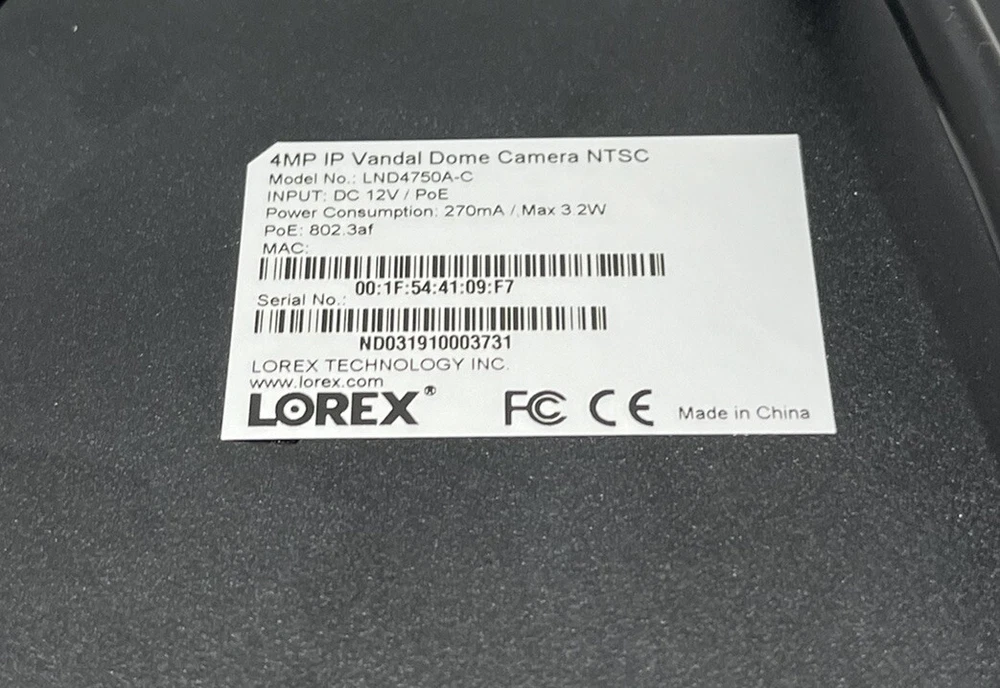 4MP IP Vandal Dome Camera NTSC
Model No.: LND4750A-C
INPUT: DC 12V / PoE
Power Consumption: 270mA / Max 3.2W
PoE: 802.3af
MAC:
00:1F:54:41:09:F7
Serial No.:
ND031910003731
LOREX TECHNOLOGY INC.
www.lorex.com
LOREX® FC CE Made in China